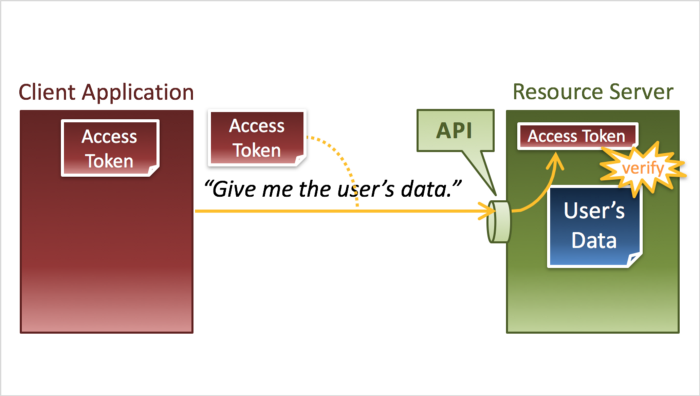 Client Application
Resource Server
Access
Token
Access
Token
API
Access Token
verify
“Give me the user’s data.”
User’s
Data